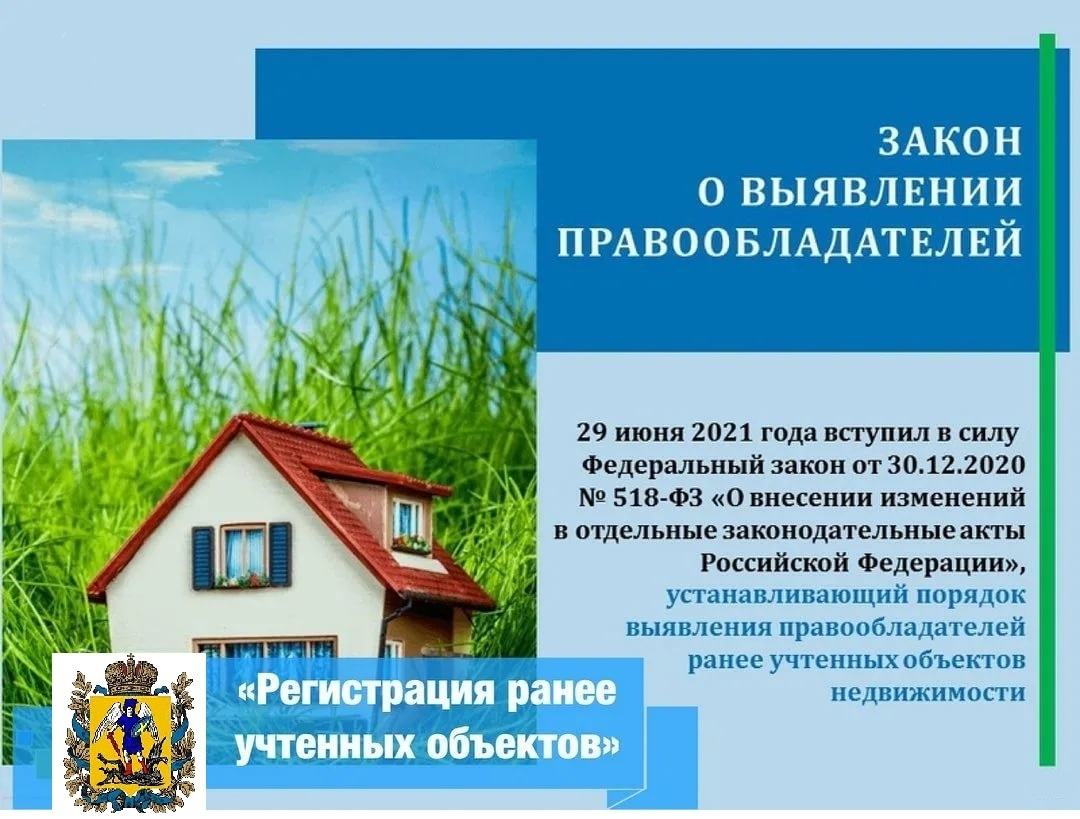 ЗАКОН
О ВЫЯВЛЕНИИ
ПРАВООБЛАДАТЕЛЕЙ
29 июня 2021 года вступил в силу
Федеральный закон от 30.12.2020
№ 518-ФЗ «О внесении изменений
в отдельные законодательные акты
Российской Федерации»,
устанавливающий порядок
выявления правообладателей
ранее учтенных объектов
недвижимости
«Регистрация ранее
учтенных объектов»